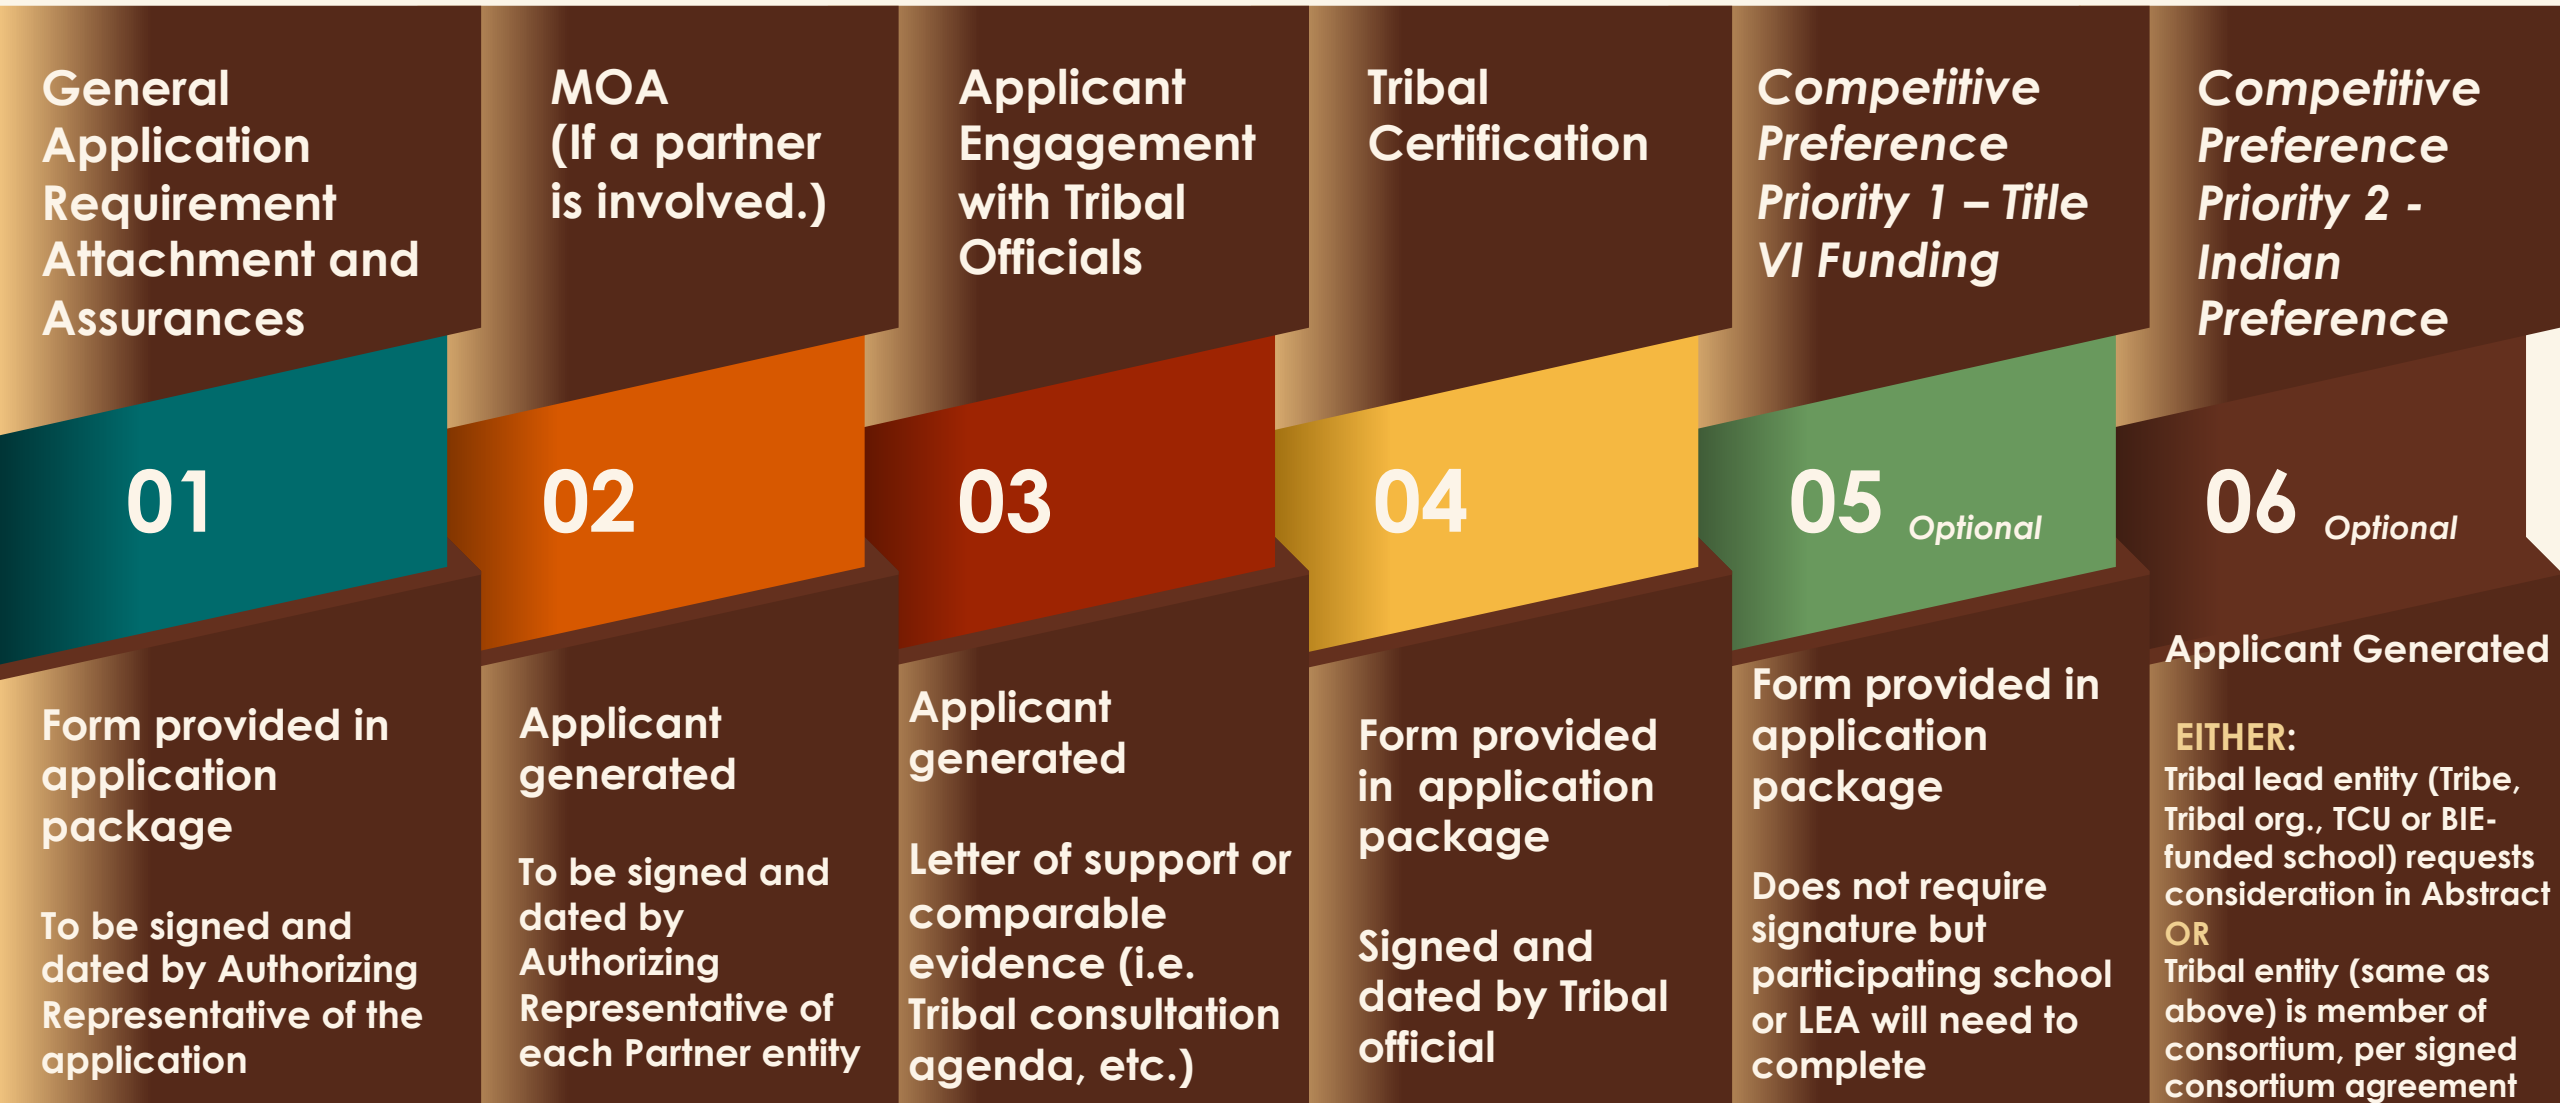 General
Application
Requirement
Attachment and
Assurances
01
Form provided in
application
package
To be signed and
dated by Authorizing
Representative of the
application
MOA
(If a partner
is involved.)
02
Applicant
generated
To be signed and
dated by
Authorizing
Representative of
each Partner entity
Applicant
Engagement
with Tribal
Officials
03
Applicant
generated
Letter of support or
comparable
evidence (i.e.
Tribal consultation
agenda, etc.)
Tribal
Certification
04
Form provided
in  application
package
Signed and
dated by Tribal
official
Competitive
Preference
Priority 1 – Title
VI Funding
05 Optional
Form provided in
application
package
Does not require
signature but
participating school
or LEA will need to
complete
Competitive
Preference
Priority 2 -
Indian
Preference
06 Optional
Applicant Generated
EITHER:
Tribal lead entity (Tribe,
Tribal org., TCU or BIE-
funded school) requests
consideration in Abstract
OR
Tribal entity (same as
above) is member of
consortium, per signed
consortium agreement